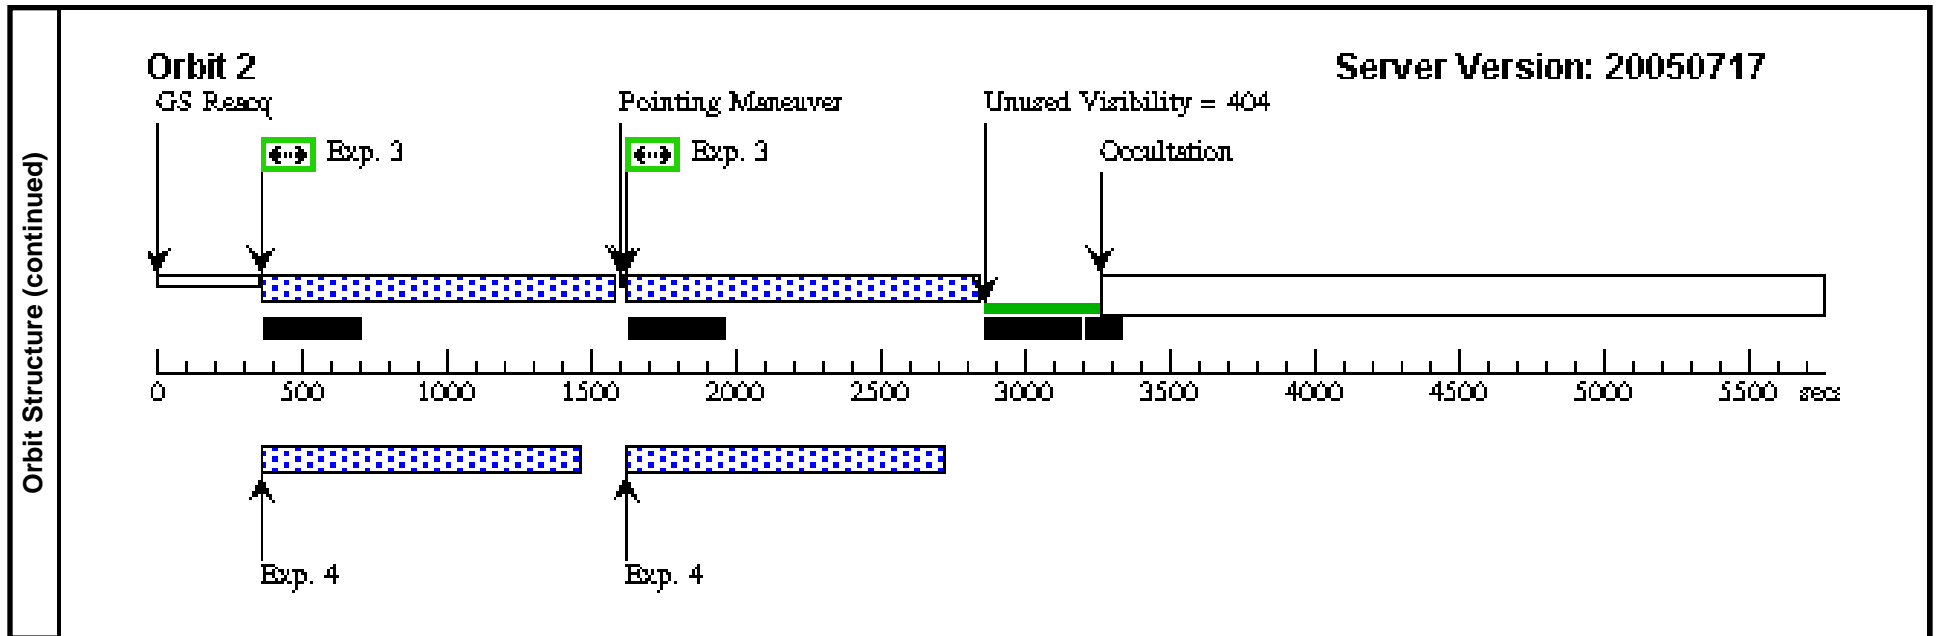 Orbit Structure (continued)
Orbit 2
Server Version: 20050717
GS Reacq
Pointing Maneuver
Unused Visibility = 404
Exp. 3
Exp. 3
Occultation
0 500 1000 1500 2000 2500 3000 3500 4000 4500 5000 5500 secs
Exp. 4
Exp. 4